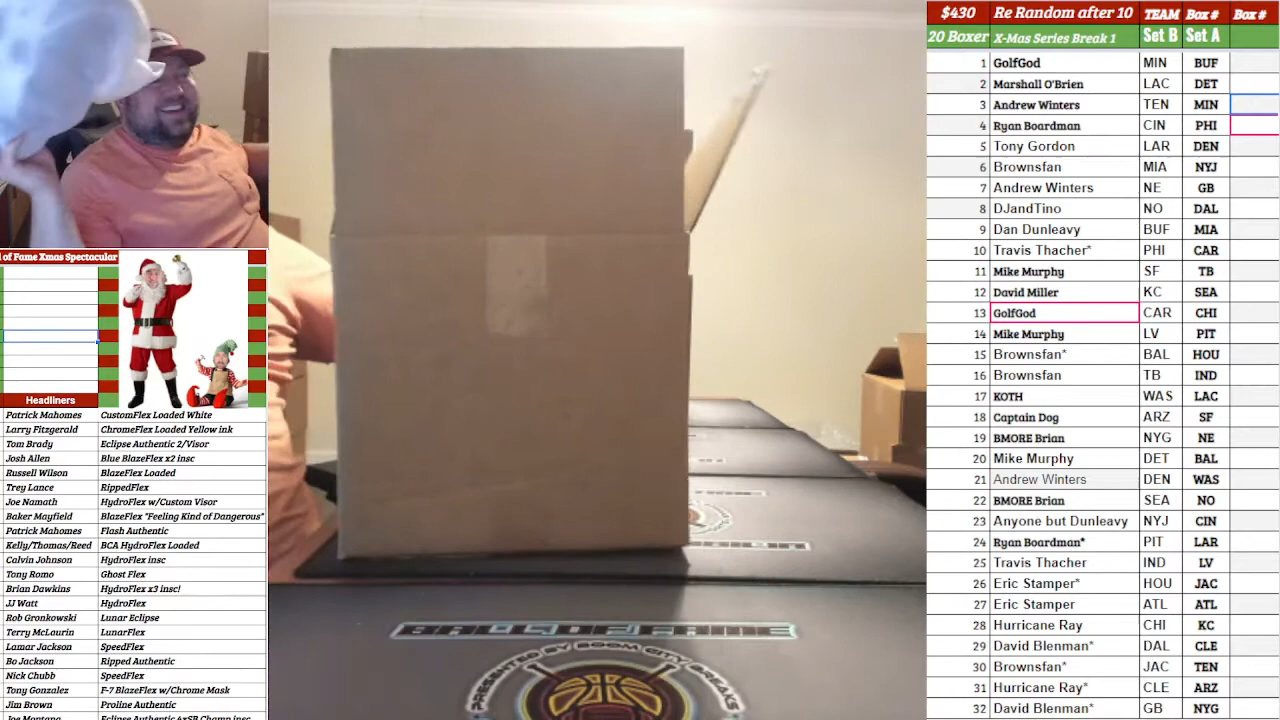 l of Fame Xmas Spectacular
Headliners
Patrick Mahomes CustomFlex Loaded White
Larry Fitzgerald ChromeFlex Loaded Yellow ink
Tom Brady Eclipse Authentic 2/Visor
Josh Allen Blue BlazeFlex x2 insc
Russell Wilson BlazeFlex Loaded
Trey Lance RippedFlex
Joe Namath HydroFlex w/Custom Visor
Baker Mayfield BlazeFlex "Feeling Kind of Dangerous"
Patrick Mahomes Flash Authentic
Kelly/Thomas/Reed BCA HydroFlex Loaded
Calvin Johnson HydroFlex insc
Tony Romo Ghost Flex
Brian Dawkins HydroFlex x3 insc!
JJ Watt HydroFlex
Rob Gronkowski Lunar Eclipse
Terry McLaurin LunarFlex
Lamar Jackson SpeedFlex
Bo Jackson Ripped Authentic
Nick Chubb SpeedFlex
Tony Gonzalez F-7 BlazeFlex w/Chrome Mask
Jim Brown Proline Authentic
Joe Montana Eclipse Authentic 4xSB Champ insc
BALL OF FAME
PRESENTED BY BOOM CITY BREAKS
$430 Re Random after 10 TEAM Box # Box #
20 Boxer X-Mas Series Break 1 Set B Set A
1 GolfGod MIN BUF
2 Marshall O'Brien LAC DET
3 Andrew Winters TEN MIN
4 Ryan Boardman CIN PHI
5 Tony Gordon LAR DEN
6 Brownsfan MIA NYJ
7 Andrew Winters NE GB
8 DJandTino NO DAL
9 Dan Dunleavy BUF MIA
10 Travis Thacher* PHI CAR
11 Mike Murphy SF TB
12 David Miller KC SEA
13 GolfGod CAR CHI
14 Mike Murphy LV PIT
15 Brownsfan* BAL HOU
16 Brownsfan TB IND
17 KOTH WAS LAC
18 Captain Dog ARZ SF
19 BMORE Brian NYG NE
20 Mike Murphy DET BAL
21 Andrew Winters DEN WAS
22 BMORE Brian SEA NO
23 Anyone but Dunleavy NYJ CIN
24 Ryan Boardman* PIT LAR
25 Travis Thacher IND LV
26 Eric Stamper* HOU JAC
27 Eric Stamper ATL ATL
28 Hurricane Ray CHI KC
29 David Blenman* DAL CLE
30 Brownsfan* JAC TEN
31 Hurricane Ray* CLE ARZ
32 David Blenman* GB NYG